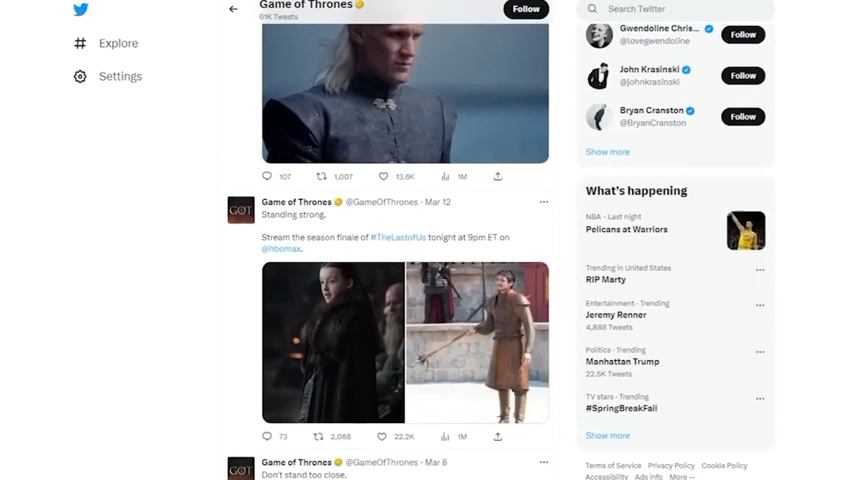 Explore
Settings
Game of Thrones
61K Tweets
Follow
107
1,007
13.6K
1M
GOT
Game of Thrones @GameOfThrones · Mar 12
Standing strong.
Stream the season finale of #TheLastofUs tonight at 9pm ET on
@hbomax.
73
2,068
22.2K
1M
GOT
Game of Thrones @GameOfThrones · Mar 8
Don't stand too close.
Search Twitter
Gwendoline Chris...
@lovegwendoline
Follow
John Krasinski
@johnkrasinski
Follow
Bryan Cranston
@BryanCranston
Follow
Show more
What's happening
NBA · Last night
Pelicans at Warriors
Trending in United States
RIP Marty
Entertainment · Trending
Jeremy Renner
4,888 Tweets
Politics · Trending
Manhattan Trump
22.5K Tweets
TV stars · Trending
#SpringBreakFail
Show more
Terms of Service Privacy Policy Cookie Policy
Accessibility Ads info More ···